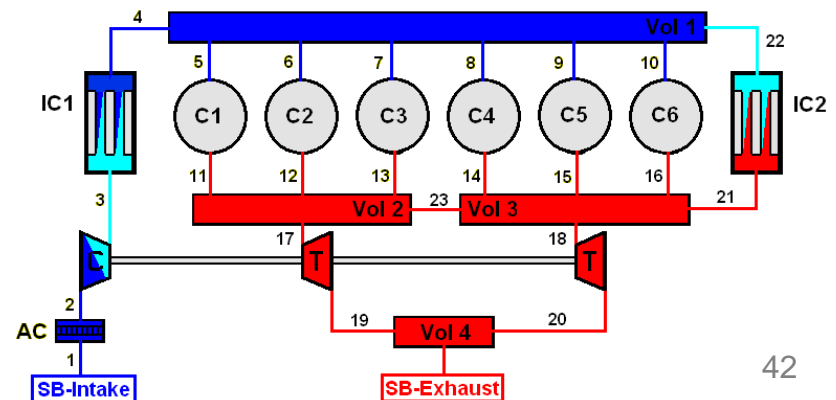 4
Vol 1
22
5
6
7
8
9
10
IC1
C1
C2
C3
C4
C5
C6
IC2
11
12
13
14
15
16
3
Vol 2
23
Vol 3
21
17
18
C
T
T
2
AC
19
Vol 4
20
1
42
SB-Intake
SB-Exhaust